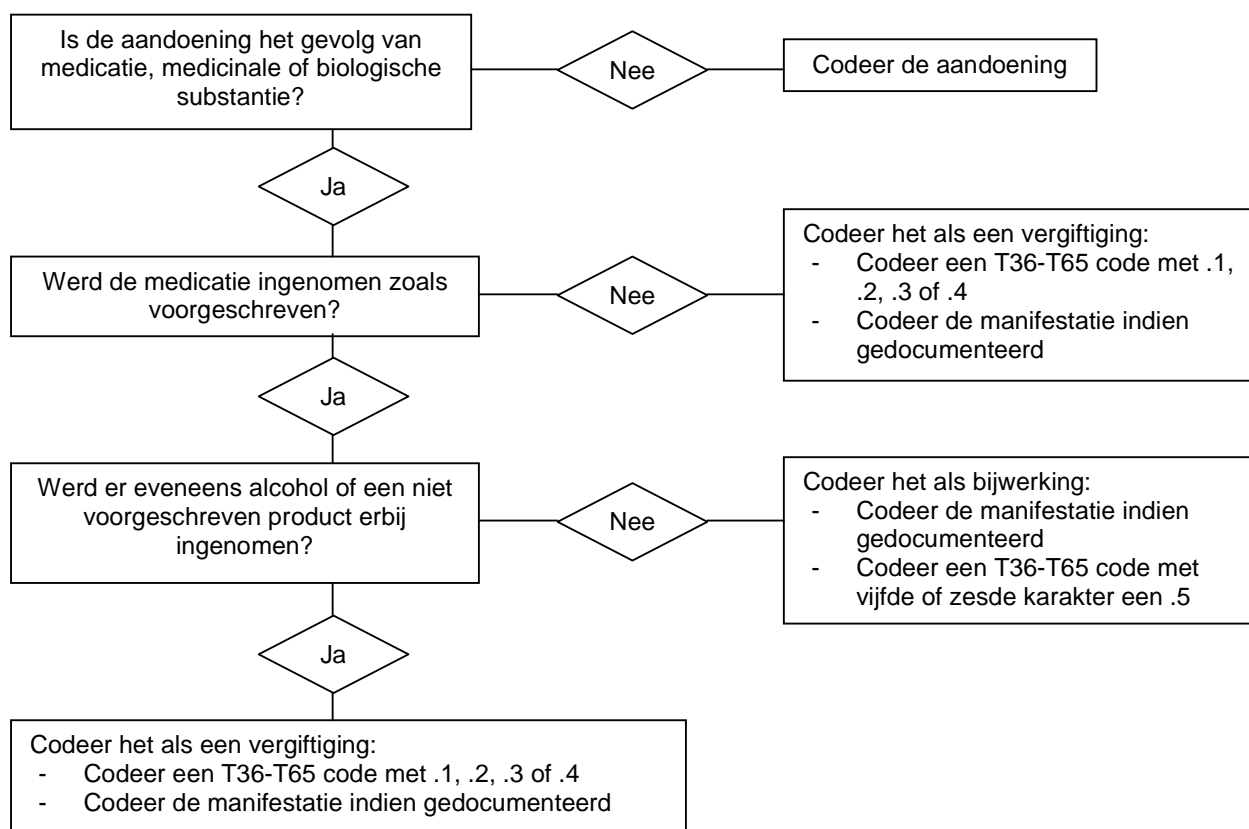 Is de aandoening het gevolg van
medicatie, medicinale of biologische
substantie?
Nee
Codeer de aandoening
Ja
Werd de medicatie ingenomen zoals
voorgeschreven?
Nee
Codeer het als een vergiftiging:
- Codeer een T36-T65 code met .1,
.2, .3 of .4
- Codeer de manifestatie indien
gedocumenteerd
Ja
Werd er eveneens alcohol of een niet
voorgeschreven product erbij
ingenomen?
Nee
Codeer het als bijwerking:
- Codeer de manifestatie indien
gedocumenteerd
- Codeer een T36-T65 code met
vijfde of zesde karakter een .5
Ja
Codeer het als een vergiftiging:
- Codeer een T36-T65 code met .1, .2, .3 of .4
- Codeer de manifestatie indien gedocumenteerd